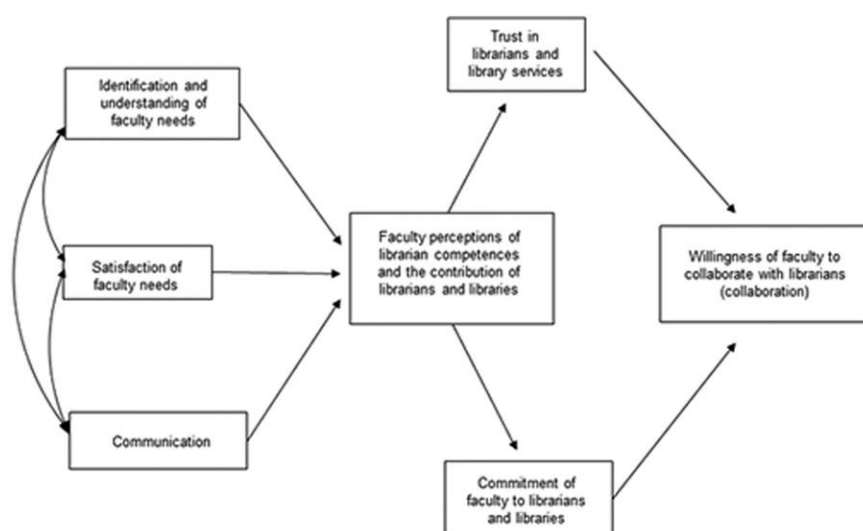 Trust in
librarians and
library services
Identification and
understanding of
faculty needs
Faculty perceptions of
librarian competences
and the contribution of
librarians and libraries
Willingness of faculty to
collaborate with librarians
(collaboration)
Satisfaction of
faculty needs
Communication
Commitment of
faculty to librarians
and libraries